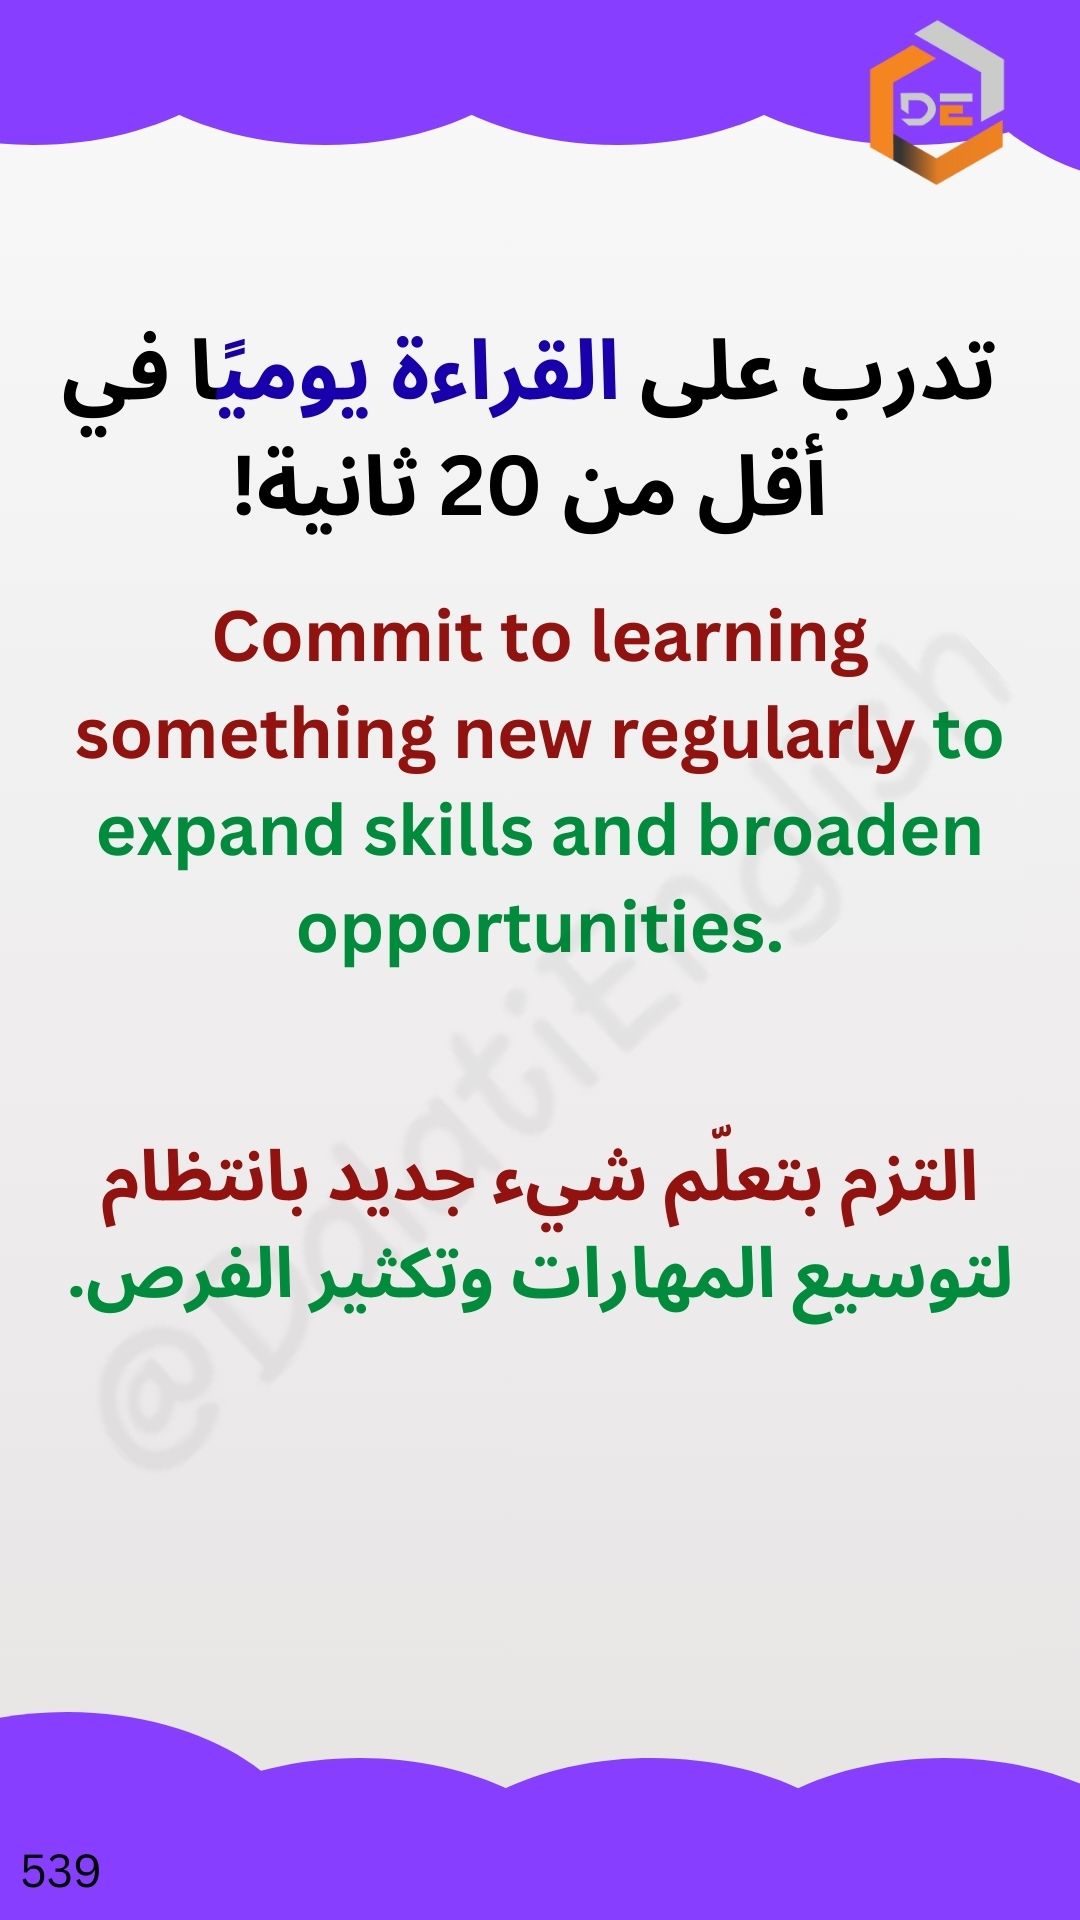 DE
تدرب على القراءة يوميًا في
أقل من 20 ثانية!
Commit to learning
something new regularly to
expand skills and broaden
opportunities.
التزم بتعلّم شيء جديد بانتظام
لتوسيع المهارات وتكثير الفرص.
@DalatiEnglish
539